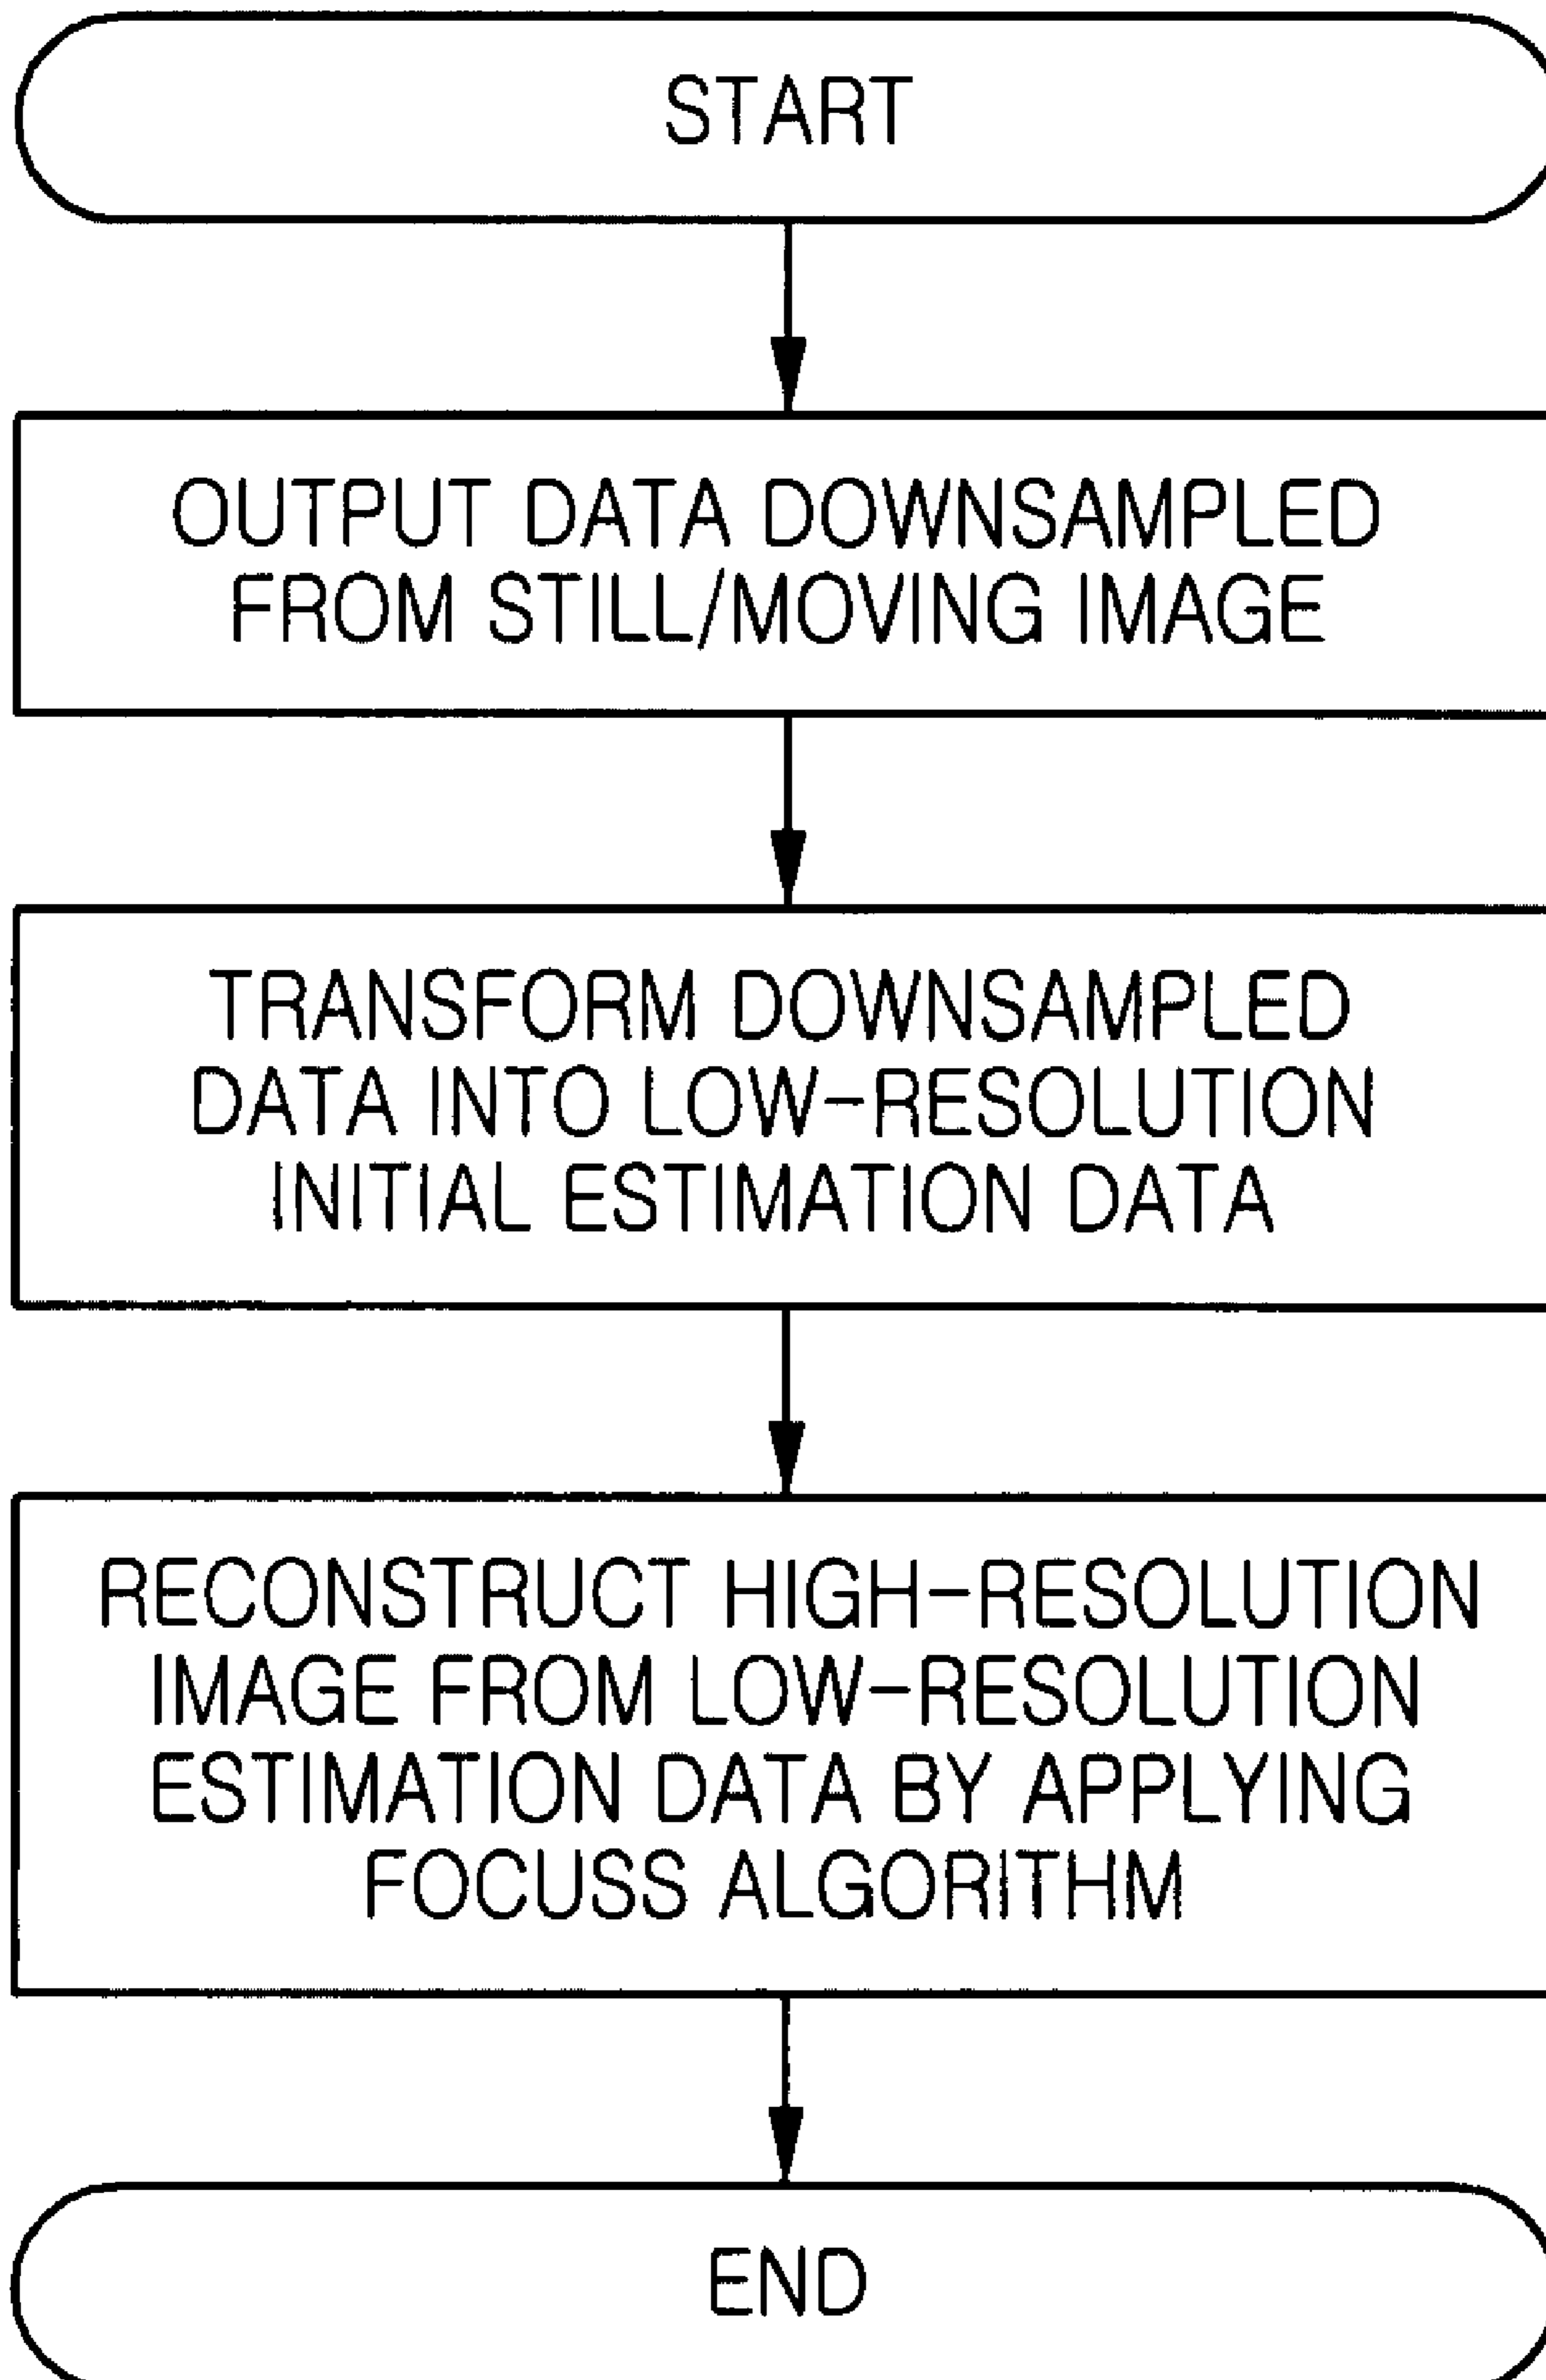 START
OUTPUT DATA DOWNSAMPLED
FROM STILL/MOVING IMAGE
TRANSFORM DOWNSAMPLED
DATA INTO LOW-RESOLUTION
INITIAL ESTIMATION DATA
RECONSTRUCT HIGH-RESOLUTION
IMAGE FROM LOW-RESOLUTION
ESTIMATION DATA BY APPLYING
FOCUSS ALGORITHM
END